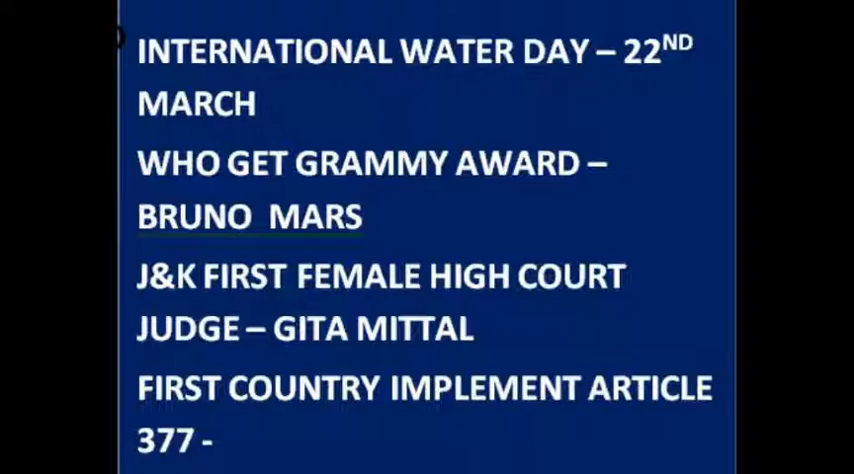 INTERNATIONAL WATER DAY – 22ND
MARCH
WHO GET GRAMMY AWARD –
BRUNO MARS
J&K FIRST FEMALE HIGH COURT
JUDGE – GITA MITTAL
FIRST COUNTRY IMPLEMENT ARTICLE
377 -